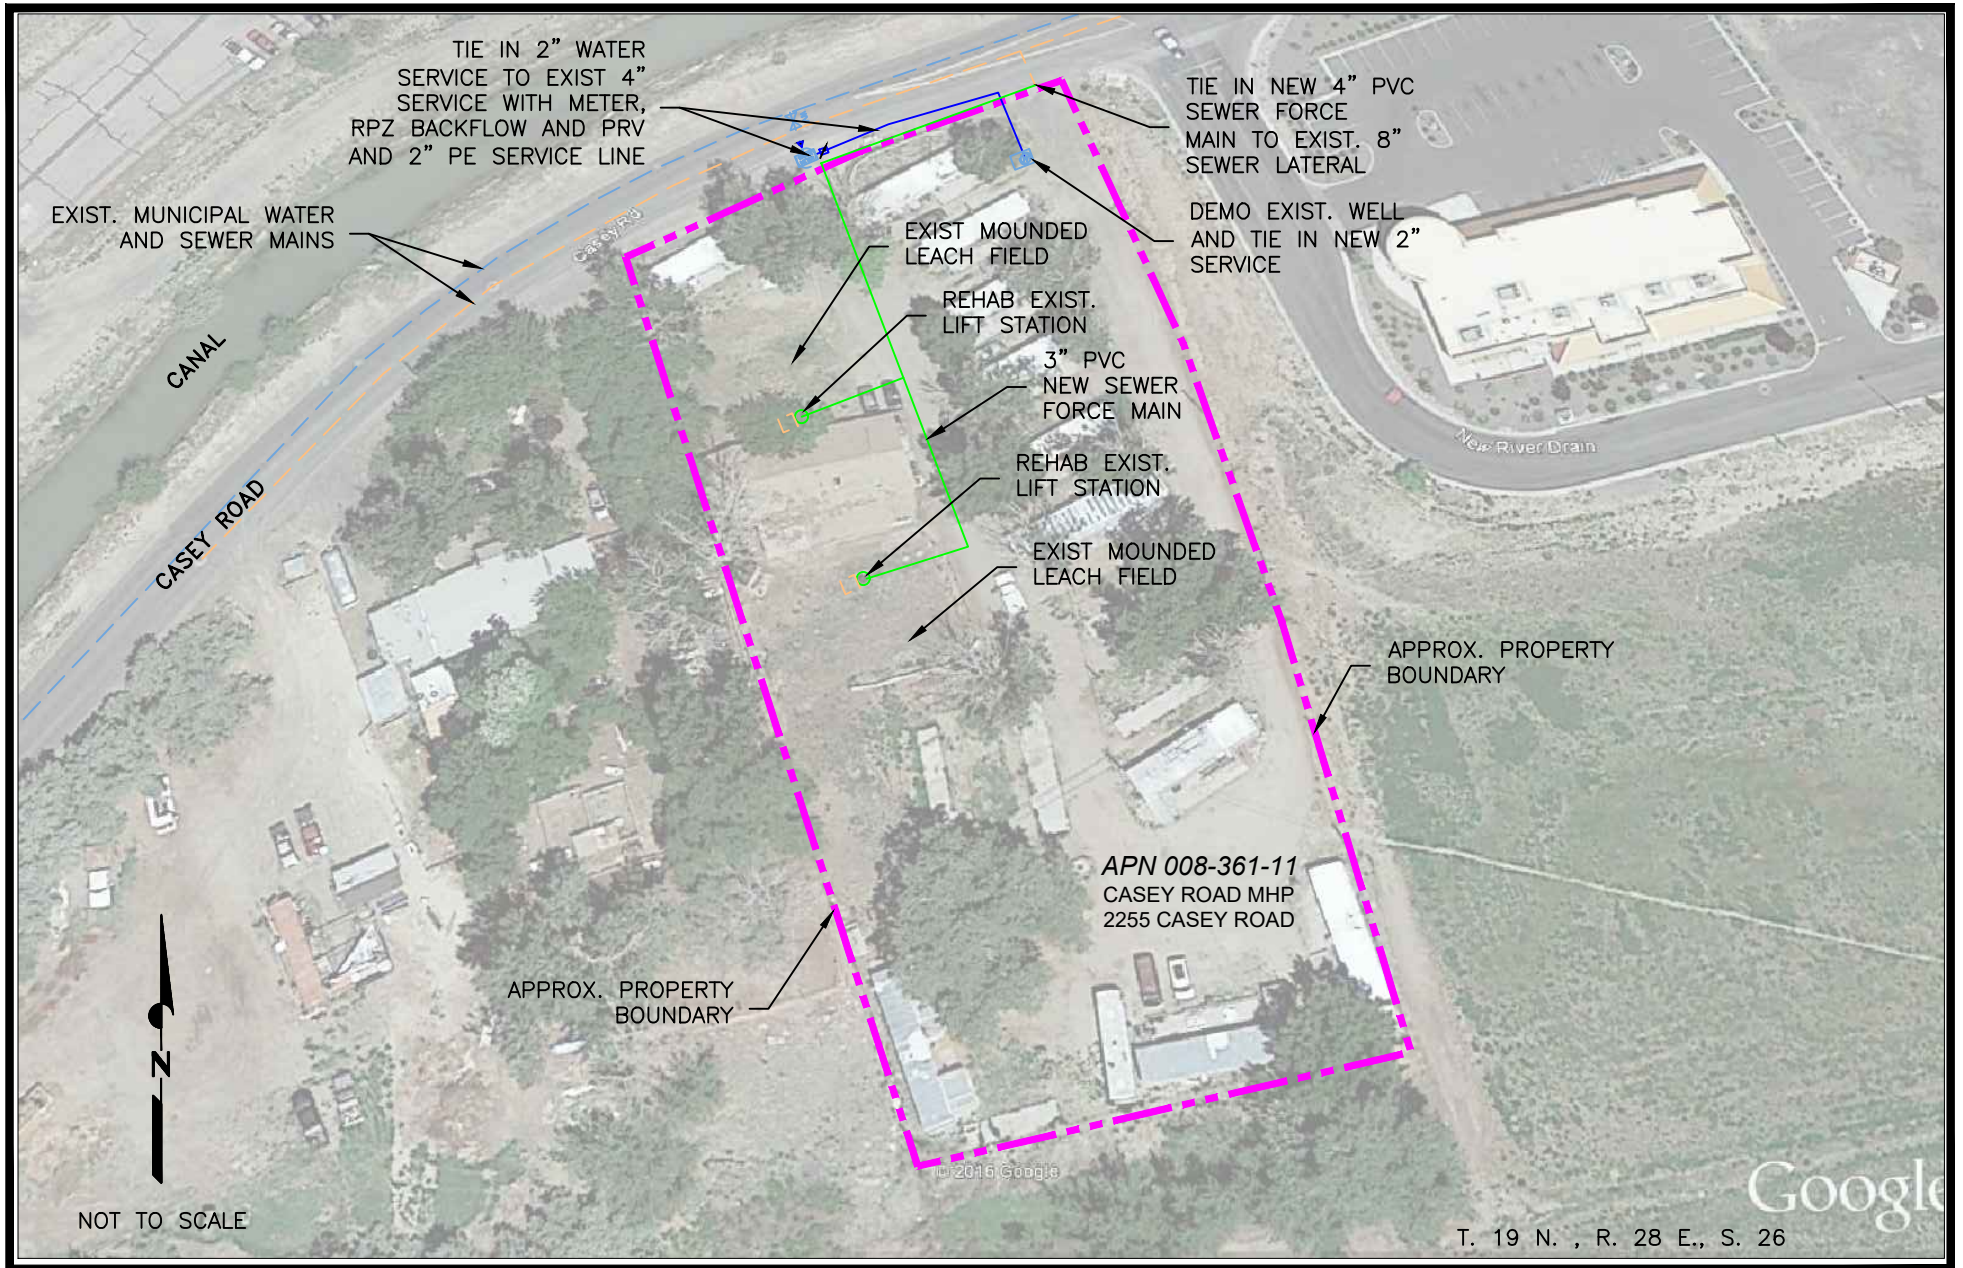 TIE IN 2" WATER
SERVICE TO EXIST 4"
SERVICE WITH METER,
RPZ BACKFLOW AND PRV
AND 2" PE SERVICE LINE
TIE IN NEW 4" PVC
SEWER FORCE
MAIN TO EXIST. 8"
SEWER LATERAL
EXIST. MUNICIPAL WATER
AND SEWER MAINS
DEMO EXIST. WELL
AND TIE IN NEW 2"
SERVICE
Casey Rd
EXIST MOUNDED
LEACH FIELD
REHAB EXIST.
LIFT STATION
CANAL
3" PVC
NEW SEWER
FORCE MAIN
New River Drain
REHAB EXIST.
LIFT STATION
CASEY ROAD
EXIST MOUNDED
LEACH FIELD
APPROX. PROPERTY
BOUNDARY
APN 008-361-11
CASEY ROAD MHP
2255 CASEY ROAD
APPROX. PROPERTY
BOUNDARY
N
© 2016 Google
Google
NOT TO SCALE
T. 19 N. , R. 28 E., S. 26